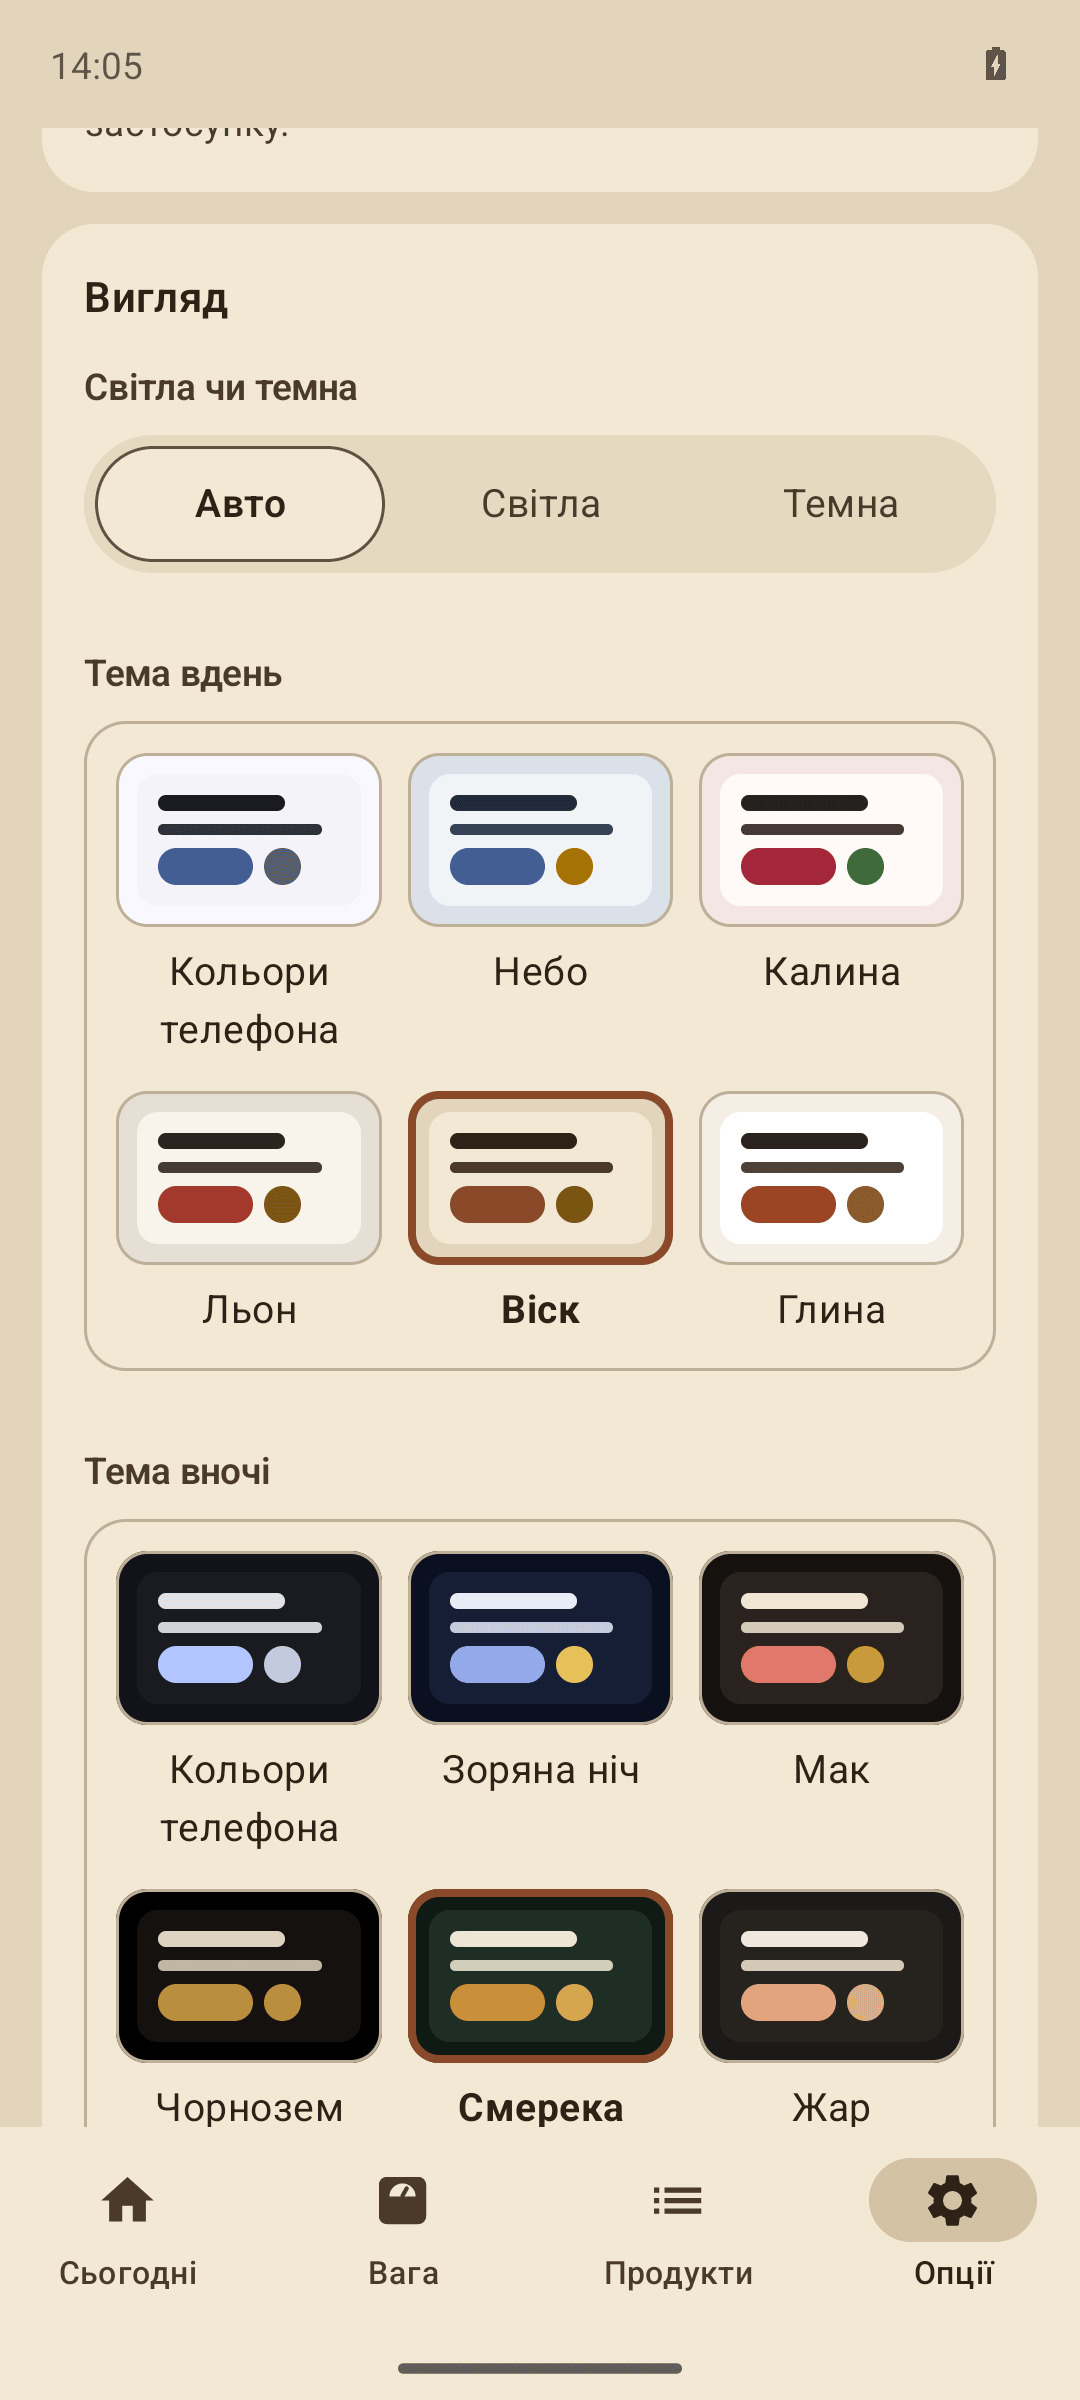 14:05
застосунку.
Вигляд
Світла чи темна
Авто
Світла
Темна
Тема вдень
Кольори
телефона
Небо
Калина
Льон
Віск
Глина
Тема вночі
Кольори
телефона
Зоряна ніч
Мак
Чорнозем
Смерека
Жар
Сьогодні
Вага
Продукти
Опції